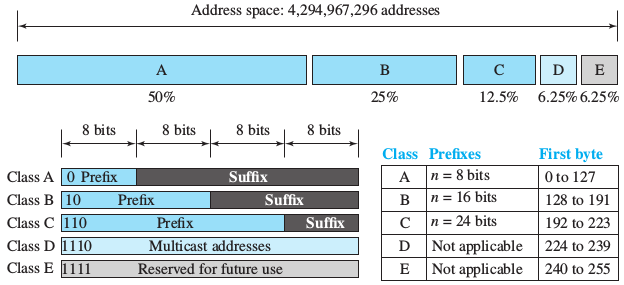 Address space: 4,294,967,296 addresses
A B C D E
50% 25% 12.5% 6.25% 6.25%
8 bits 8 bits 8 bits 8 bits
Class A 0 Prefix Suffix
Class B 10 Prefix Suffix
Class C 110 Prefix Suffix
Class D 1110 Multicast addresses
Class E 1111 Reserved for future use
Class Prefixes First byte
A n = 8 bits 0 to 127
B n = 16 bits 128 to 191
C n = 24 bits 192 to 223
D Not applicable 224 to 239
E Not applicable 240 to 255